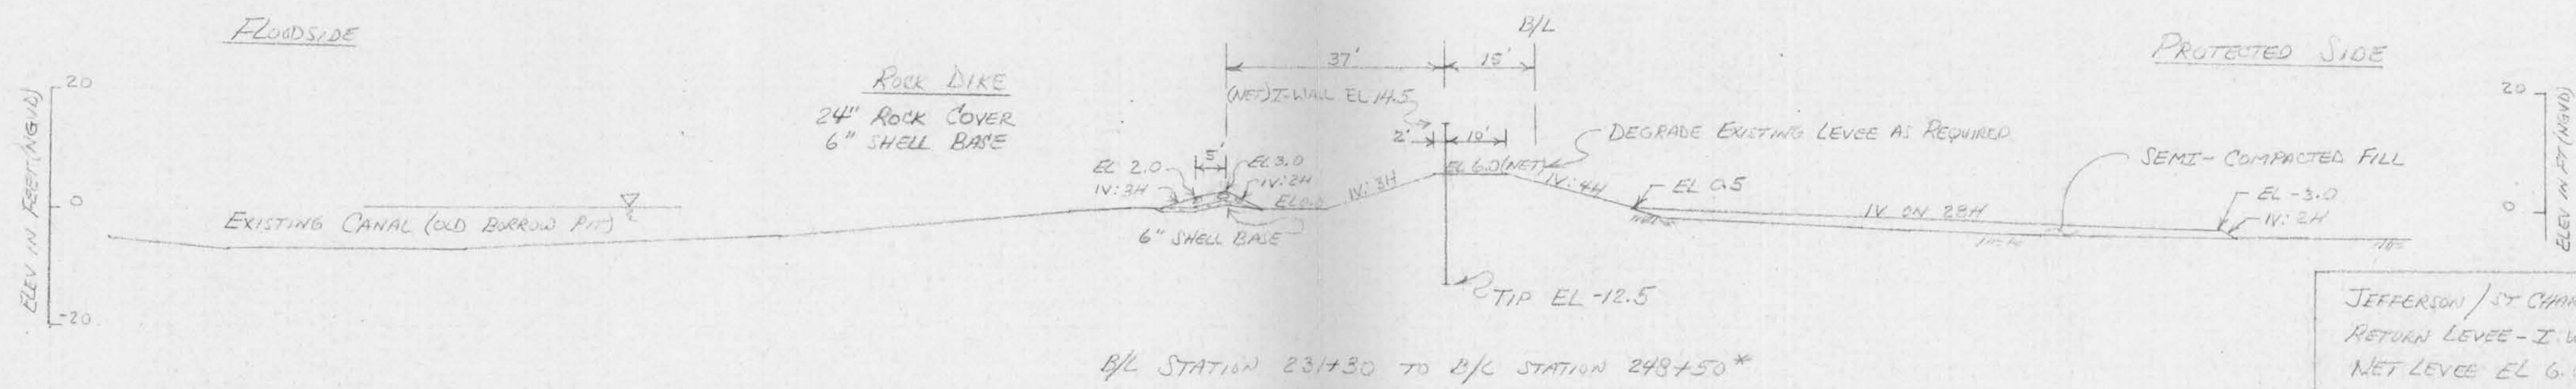 FLOODSIDE
B/L
PROTECTED SIDE
37'
15'
20
20
ROCK DIKE
24" ROCK COVER
6" SHELL BASE
(NET) I-WALL EL 14.5
2'
10'
DEGRADE EXISTING LEVEE AS REQUIRED
SEMI-COMPACTED FILL
5'
EL 2.0
EL 3.0
EL 6.0 (NET)
1V:3H
1V:2H
EL 0.0
1V:3H
1V:4H
EL 0.5
EL -3.0
1V:2H
1V ON 28H
0
0
ELEV IN FEET (NGVD)
ELEV IN FT (NGVD)
EXISTING CANAL (OLD BORROW PIT)
6" SHELL BASE
TIP EL -12.5
-20
JEFFERSON / ST CHAR
RETURN LEVEE - I-W
NET LEVEE EL 6.
B/L STATION 231+30 TO B/L STATION 248+50*